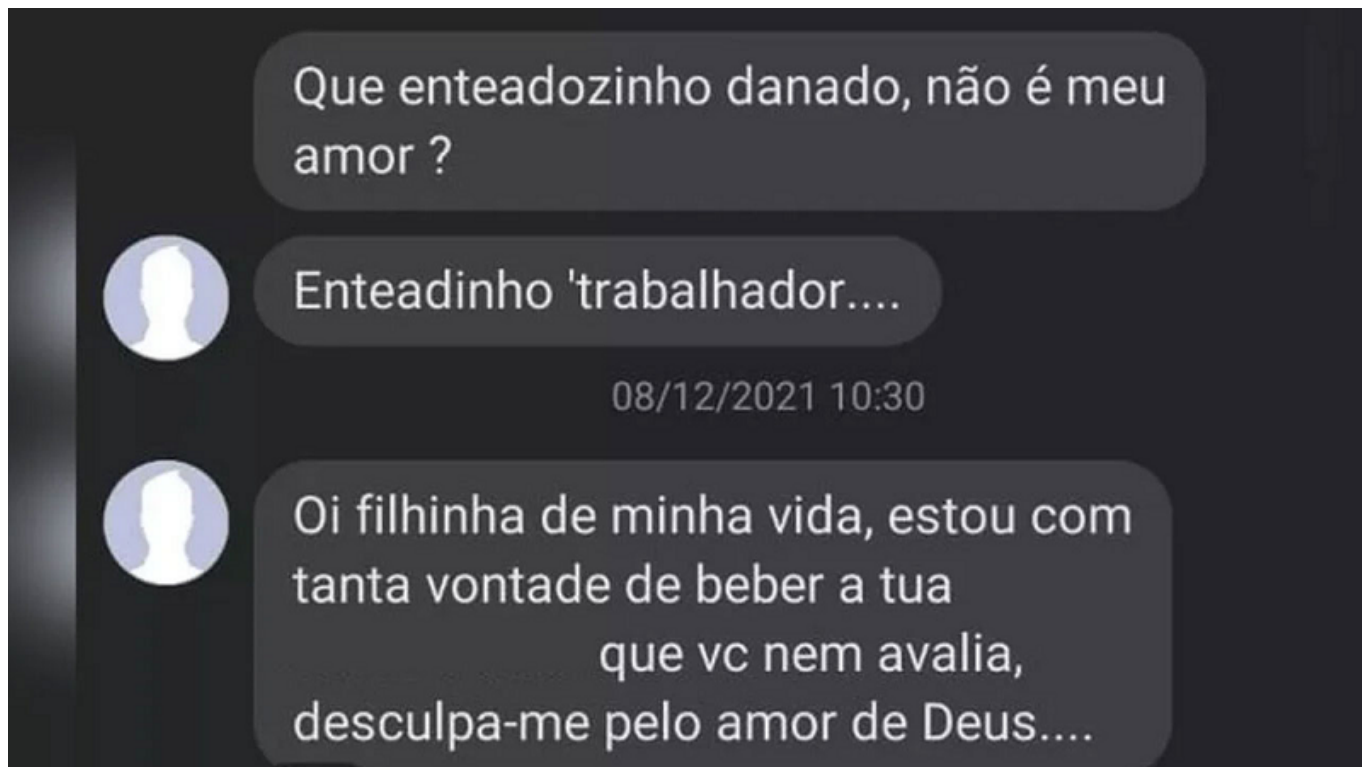 Que enteadozinho danado, não é meu
amor ?
Enteadinho 'trabalhador....
08/12/2021 10:30
Oi filhinha de minha vida, estou com
tanta vontade de beber a tua
que vc nem avalia,
desculpa-me pelo amor de Deus....